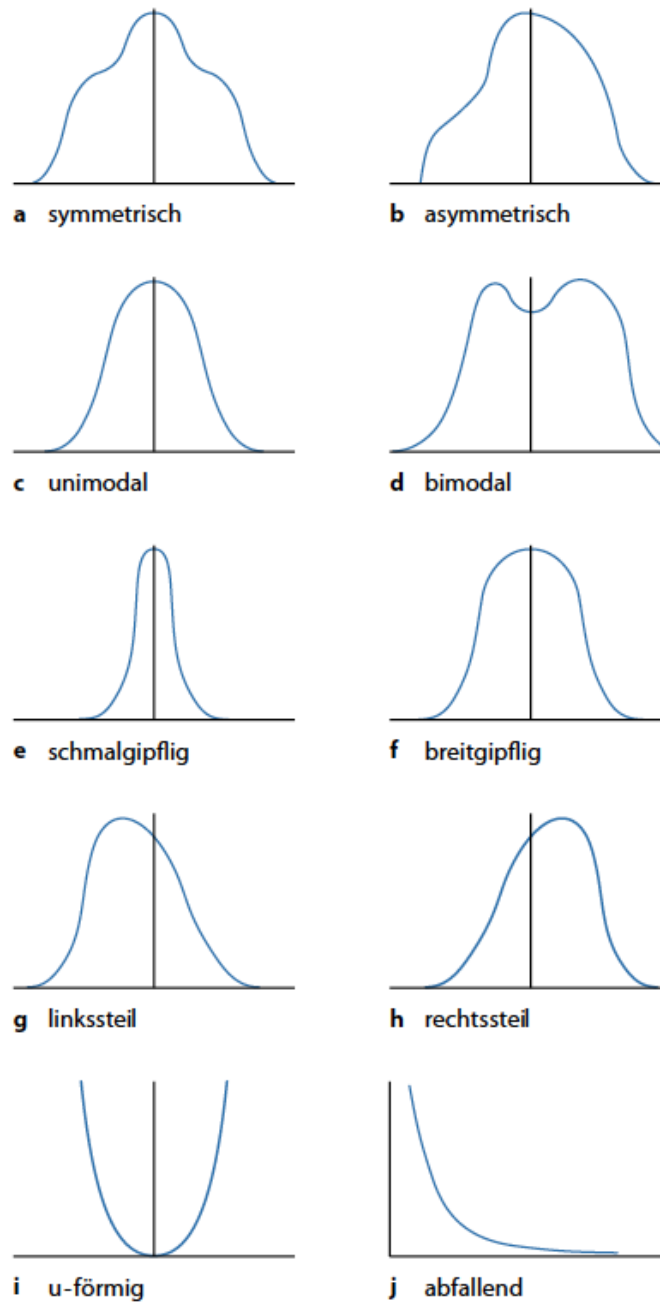 a symmetrisch
b asymmetrisch
c unimodal
d bimodal
e schmalgipflig
f breitgipflig
g linkssteil
h rechtssteil
i u-förmig
j abfallend